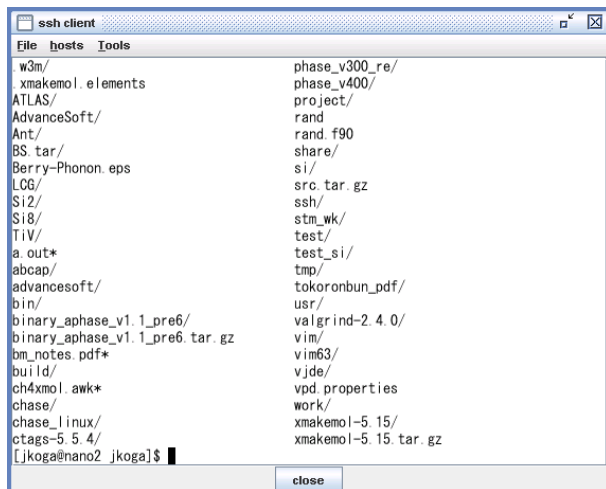 ssh client
File hosts Tools
.w3m/ phase_v300_re/
.xmakemol.elements phase_v400/
ATLAS/ project/
AdvanceSoft/ rand
Ant/ rand.f90
BS.tar/ share/
Berry-Phonon.eps si/
LCG/ src.tar.gz
Si2/ ssh/
Si8/ stm_wk/
TiV/ test/
a.out* test_si/
abcap/ tmp/
advancesoft/ tokoronbun_pdf/
bin/ usr/
binary_aphase_v1.1_pre6/ valgrind-2.4.0/
binary_aphase_v1.1_pre6.tar.gz vim/
bm_notes.pdf* vim63/
build/ vjde/
ch4xmol.awk* vpd.properties
chase/ work/
chase_linux/ xmakemol-5.15/
ctags-5.5.4/ xmakemol-5.15.tar.gz
[jkoga@nano2 jkoga]$
close